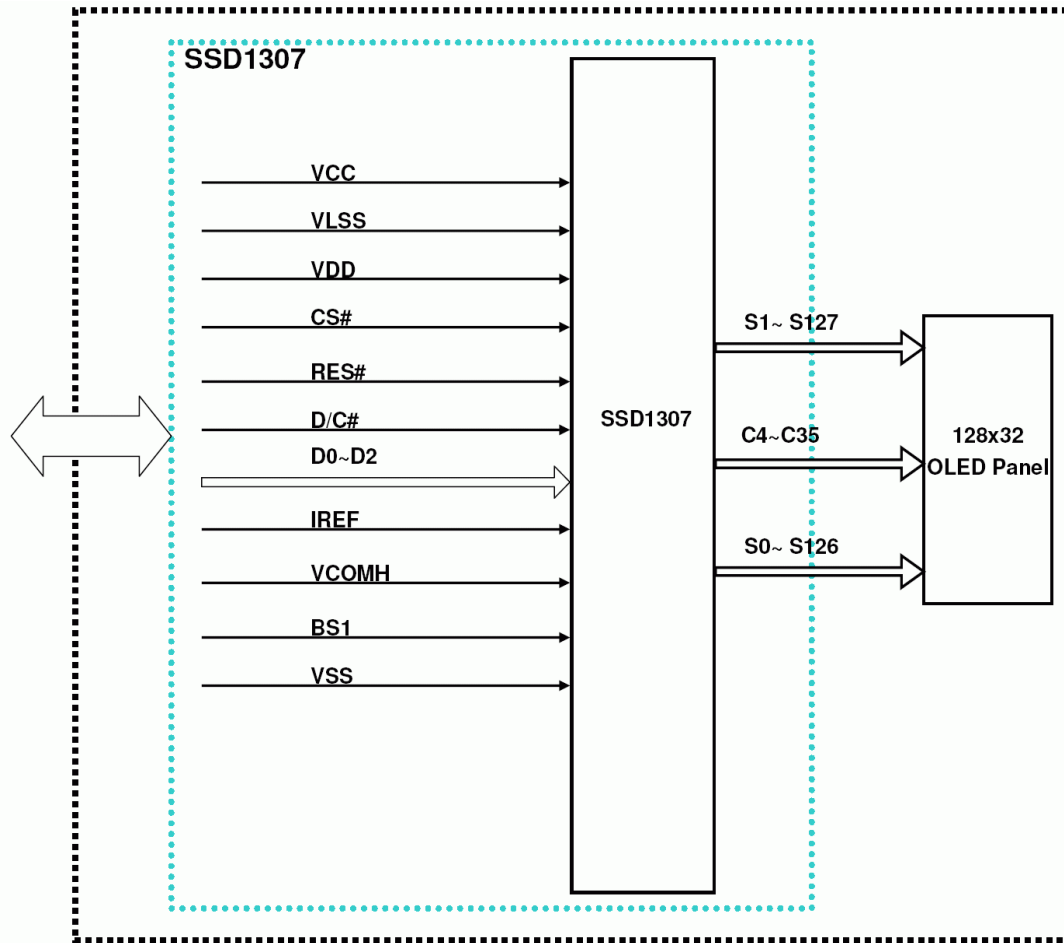 SSD1307
VCC
VLSS
VDD
CS#
RES#
D/C#
D0~D2
IREF
VCOMH
BS1
VSS
SSD1307
S1~ S127
C4~C35
S0~ S126
128x32
OLED Panel